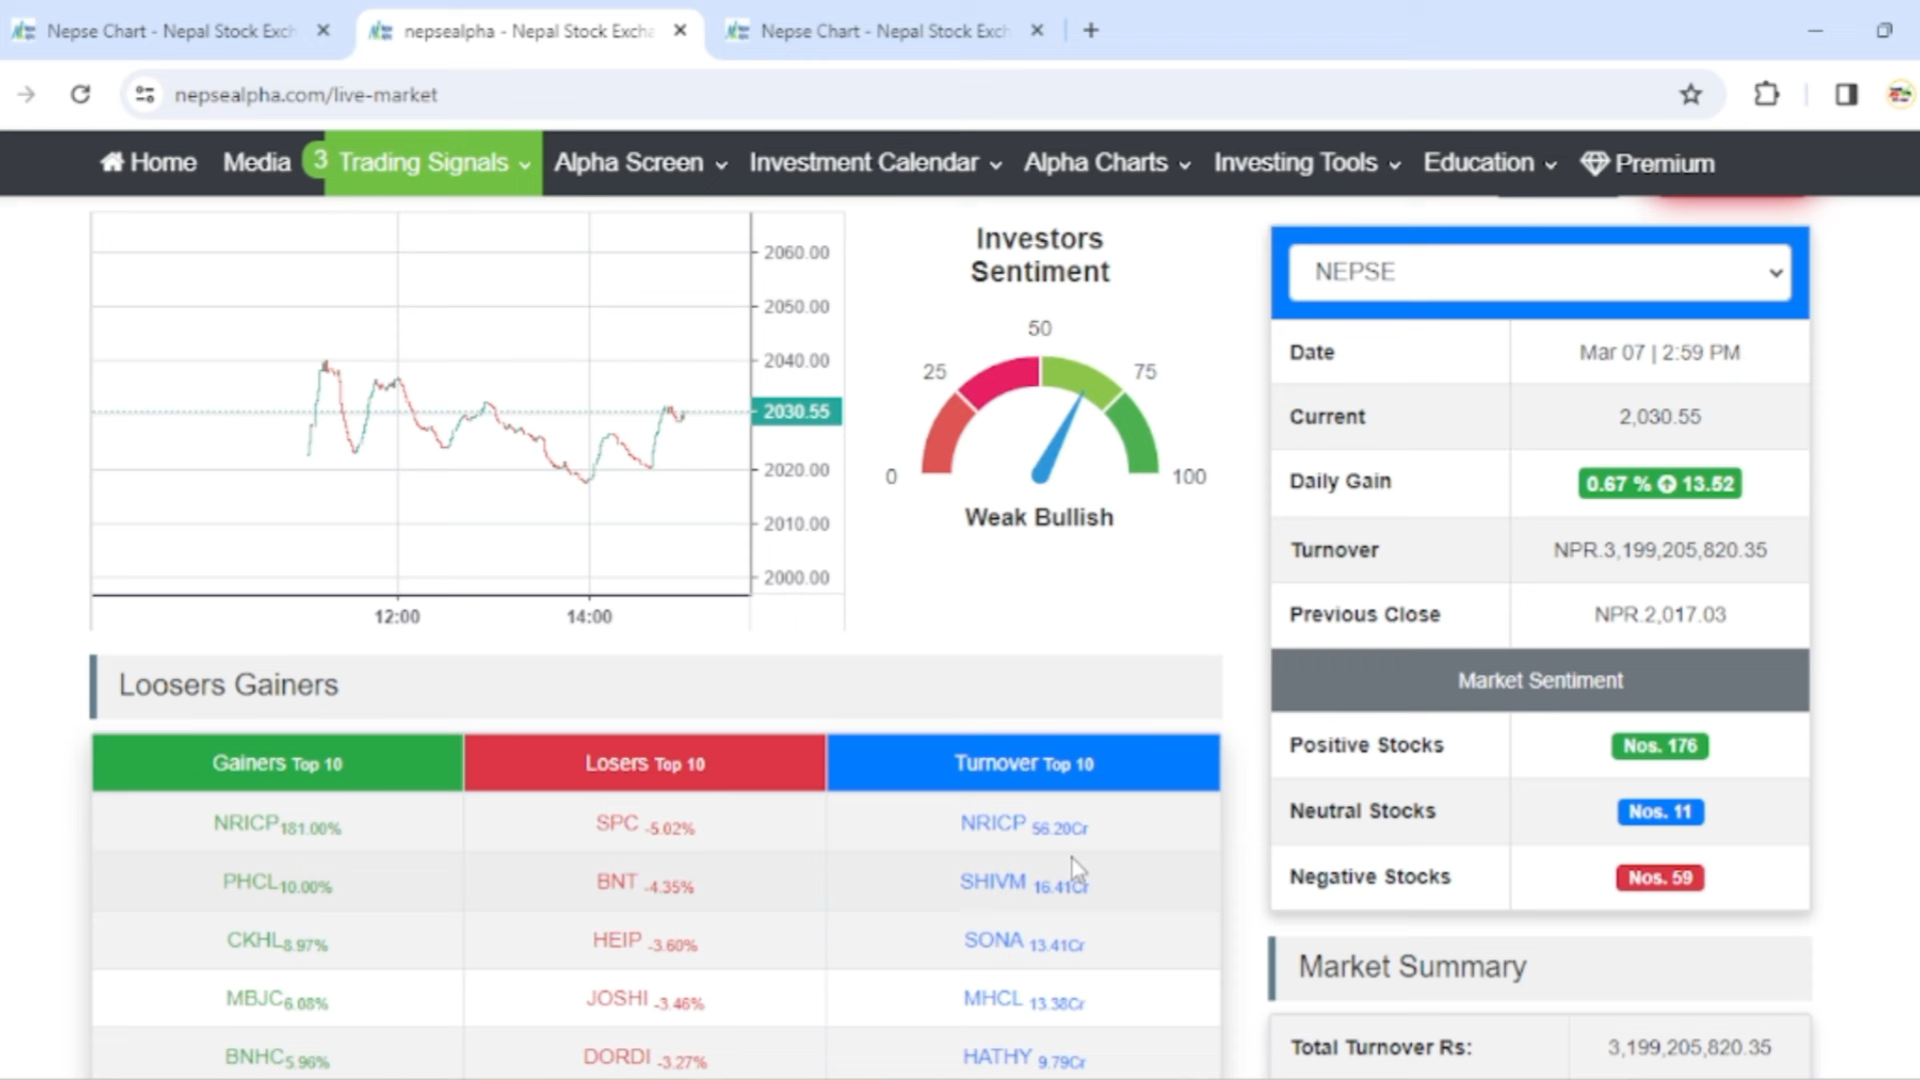 Nepse Chart - Nepal Stock Exch
nepsealpha - Nepal Stock Excha
Nepse Chart - Nepal Stock Exch
nepsealpha.com/live-market
Home
Media
3
Trading Signals
Alpha Screen
Investment Calendar
Alpha Charts
Investing Tools
Education
Premium
2060.00
2050.00
2040.00
2030.55
2020.00
2010.00
2000.00
12:00
14:00
Investors
Sentiment
50
25
75
0
100
Weak Bullish
NEPSE
Date Mar 07 | 2:59 PM
Current 2,030.55
Daily Gain 0.67 % 13.52
Turnover NPR.3,199,205,820.35
Previous Close NPR.2,017.03
Market Sentiment
Positive Stocks Nos. 176
Neutral Stocks Nos. 11
Negative Stocks Nos. 59
Market Summary
Total Turnover Rs: 3,199,205,820.35
Loosers Gainers
Gainers Top 10 Losers Top 10 Turnover Top 10
NRICP 181.00% SPC -5.02% NRICP 56.20Cr
PHCL 10.00% BNT -4.35% SHIVM 16.41Cr
CKHL 8.97% HEIP -3.60% SONA 13.41Cr
MBJC 6.08% JOSHI -3.46% MHCL 13.38Cr
BNHC 5.96% DORDI -3.27% HATHY 9.79Cr